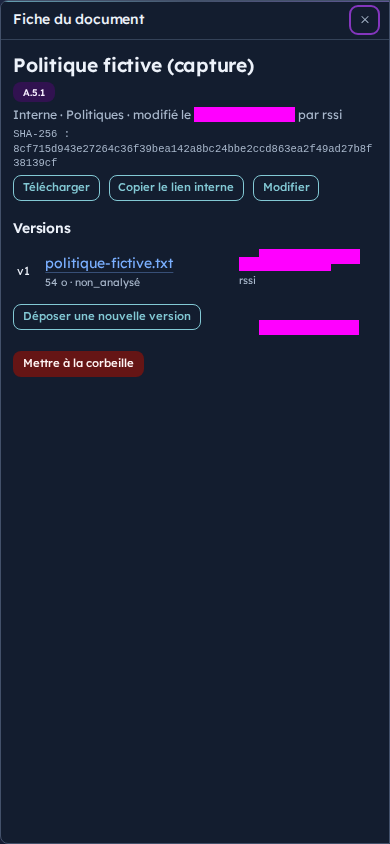 Fiche du document
×
Politique fictive (capture)
A.5.1
Interne · Politiques · modifié le par rssi
SHA-256 :
8cf715d943e27264c36f39bea142a8bc24bbe2ccd863ea2f49ad27b8f
38139cf
Télécharger Copier le lien interne Modifier
Versions
v1 politique-fictive.txt
54 o · non_analysé rssi
Déposer une nouvelle version
Mettre à la corbeille